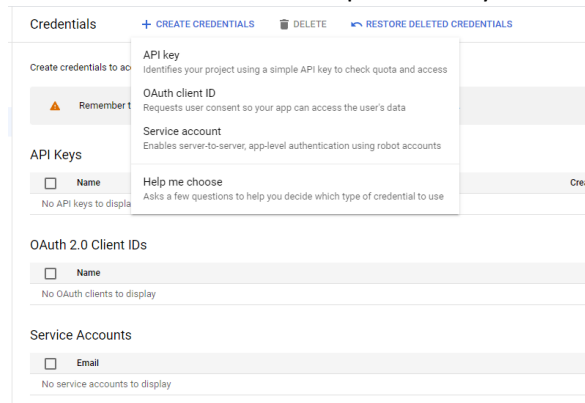 Credentials
+ CREATE CREDENTIALS
DELETE
RESTORE DELETED CREDENTIALS
API key
Identifies your project using a simple API key to check quota and access
Create credentials to ac
OAuth client ID
Requests user consent so your app can access the user's data
Remember t
Service account
Enables server-to-server, app-level authentication using robot accounts
API Keys
Help me choose
Asks a few questions to help you decide which type of credential to use
Name
Crea
No API keys to displa
OAuth 2.0 Client IDs
Name
No OAuth clients to display
Service Accounts
Email
No service accounts to display